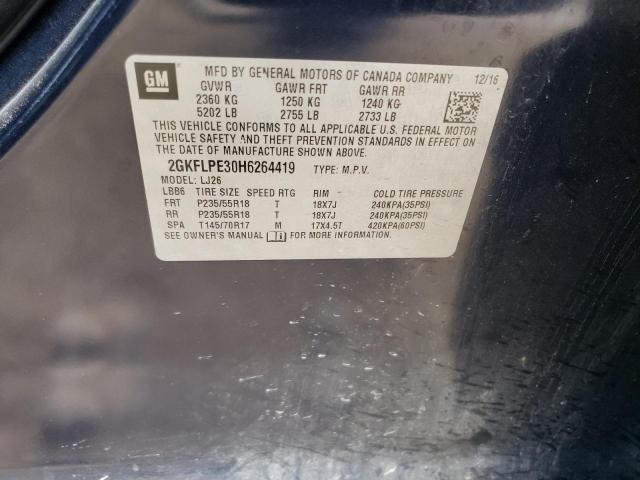 GM
MFD BY GENERAL MOTORS OF CANADA COMPANY 12/16
GVWR GAWR FRT GAWR RR
2360 KG 1250 KG 1240 KG
5202 LB 2755 LB 2733 LB
THIS VEHICLE CONFORMS TO ALL APPLICABLE U.S. FEDERAL MOTOR
VEHICLE SAFETY AND THEFT PREVENTION STANDARDS IN EFFECT
ON THE DATE OF MANUFACTURE SHOWN ABOVE.
2GKFLPE30H6264419 TYPE: M.P.V.
MODEL: LJ26
LBB6 TIRE SIZE SPEED RTG RIM COLD TIRE PRESSURE
FRT P235/55R18 T 18X7J 240KPA(35PSI)
RR P235/55R18 T 18X7J 240KPA(35PSI)
SPA T145/70R17 M 17X4.5T 420KPA(60PSI)
SEE OWNER'S MANUAL FOR MORE INFORMATION